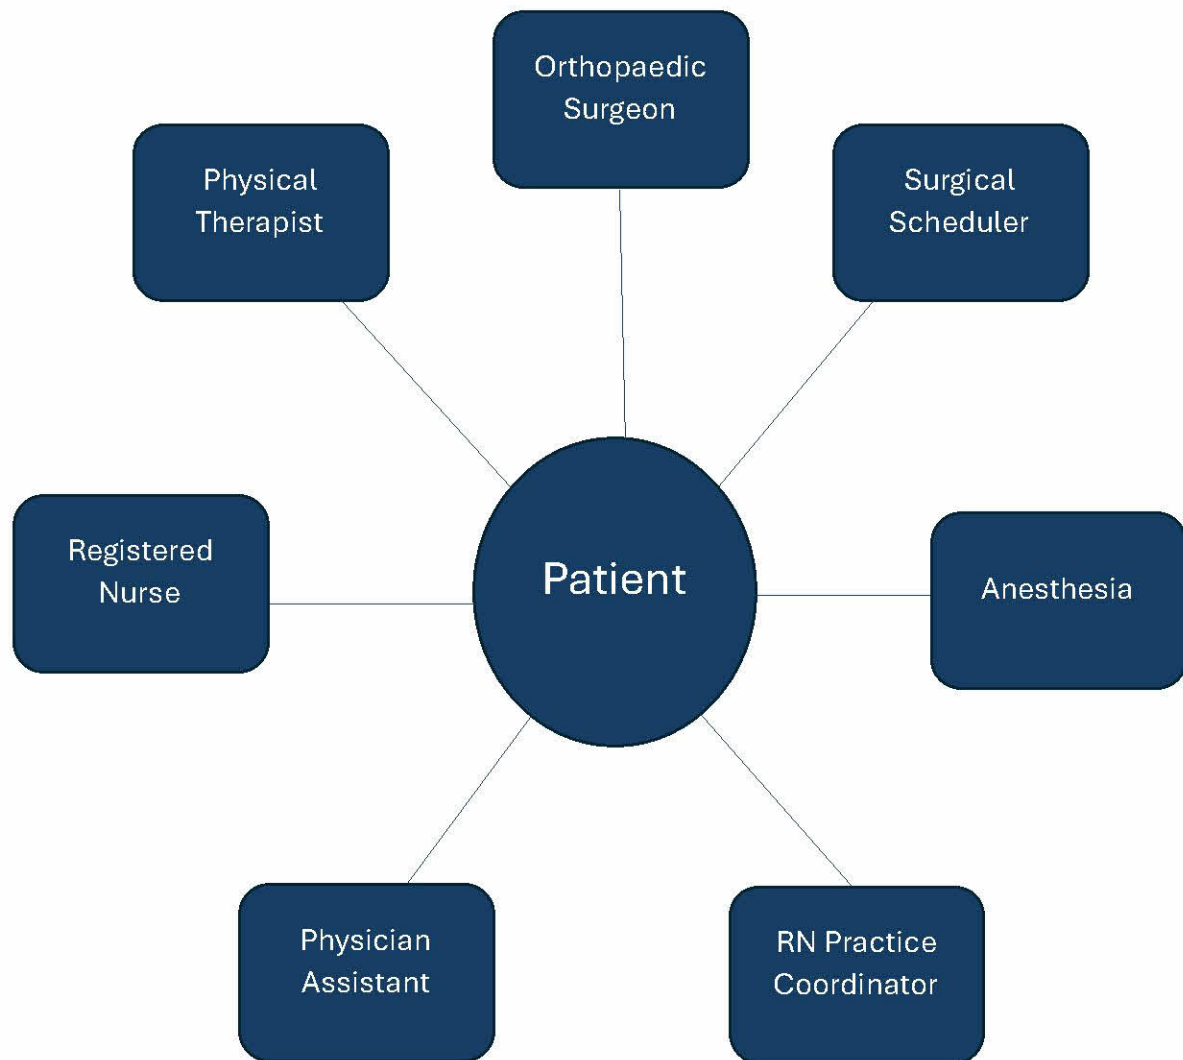 Orthopaedic
Surgeon
Physical
Therapist
Surgical
Scheduler
Registered
Nurse
Patient
Anesthesia
Physician
Assistant
RN Practice
Coordinator